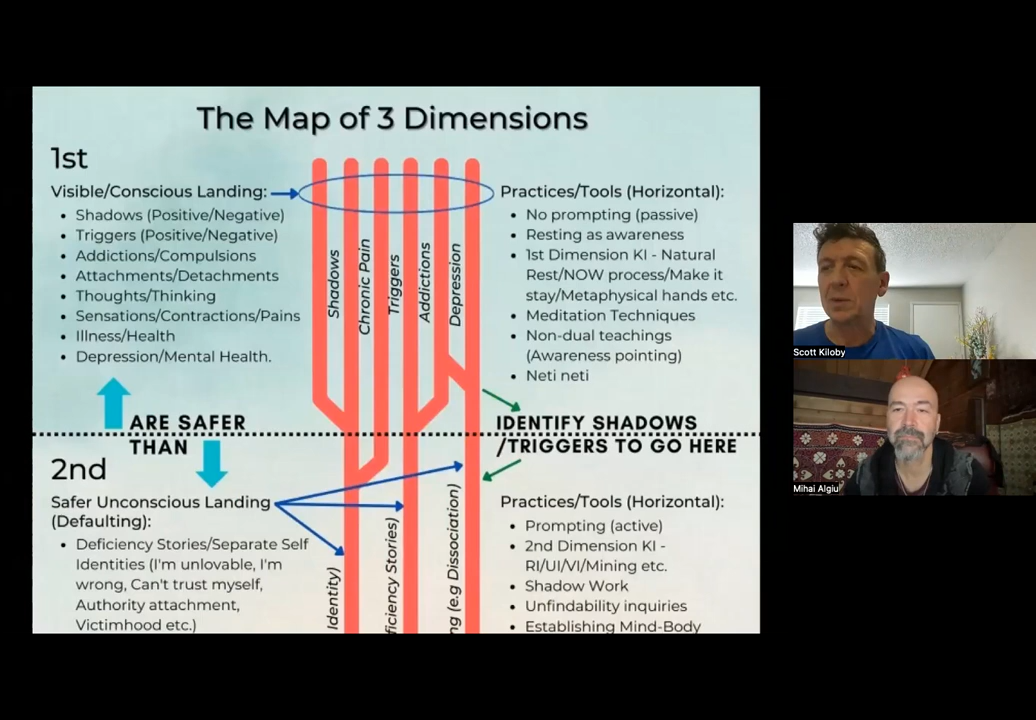 The Map of 3 Dimensions
1st
Visible/Conscious Landing:
Shadows (Positive/Negative)
Triggers (Positive/Negative)
Addictions/Compulsions
Attachments/Detachments
Thoughts/Thinking
Sensations/Contractions/Pains
Illness/Health
Depression/Mental Health.
Shadows
Chronic Pain
Triggers
Addictions
Depression
Practices/Tools (Horizontal):
No prompting (passive)
Resting as awareness
1st Dimension KI - Natural
Rest/NOW process/Make it
stay/Metaphysical hands etc.
Meditation Techniques
Non-dual teachings
(Awareness pointing)
Neti neti
ARE SAFER
THAN
IDENTIFY SHADOWS
/TRIGGERS TO GO HERE
2nd
Safer Unconscious Landing
(Defaulting):
Deficiency Stories/Separate Self
Identities (I'm unlovable, I'm
wrong, Can't trust myself,
Authority attachment,
Victimhood etc.)
Identity)
ficiency Stories)
ng (e.g Dissociation)
Practices/Tools (Horizontal):
Prompting (active)
2nd Dimension KI -
RI/UI/VI/Mining etc.
Shadow Work
Unfindability inquiries
Establishing Mind-Body
Scott Kiloby
Mihai Algiu